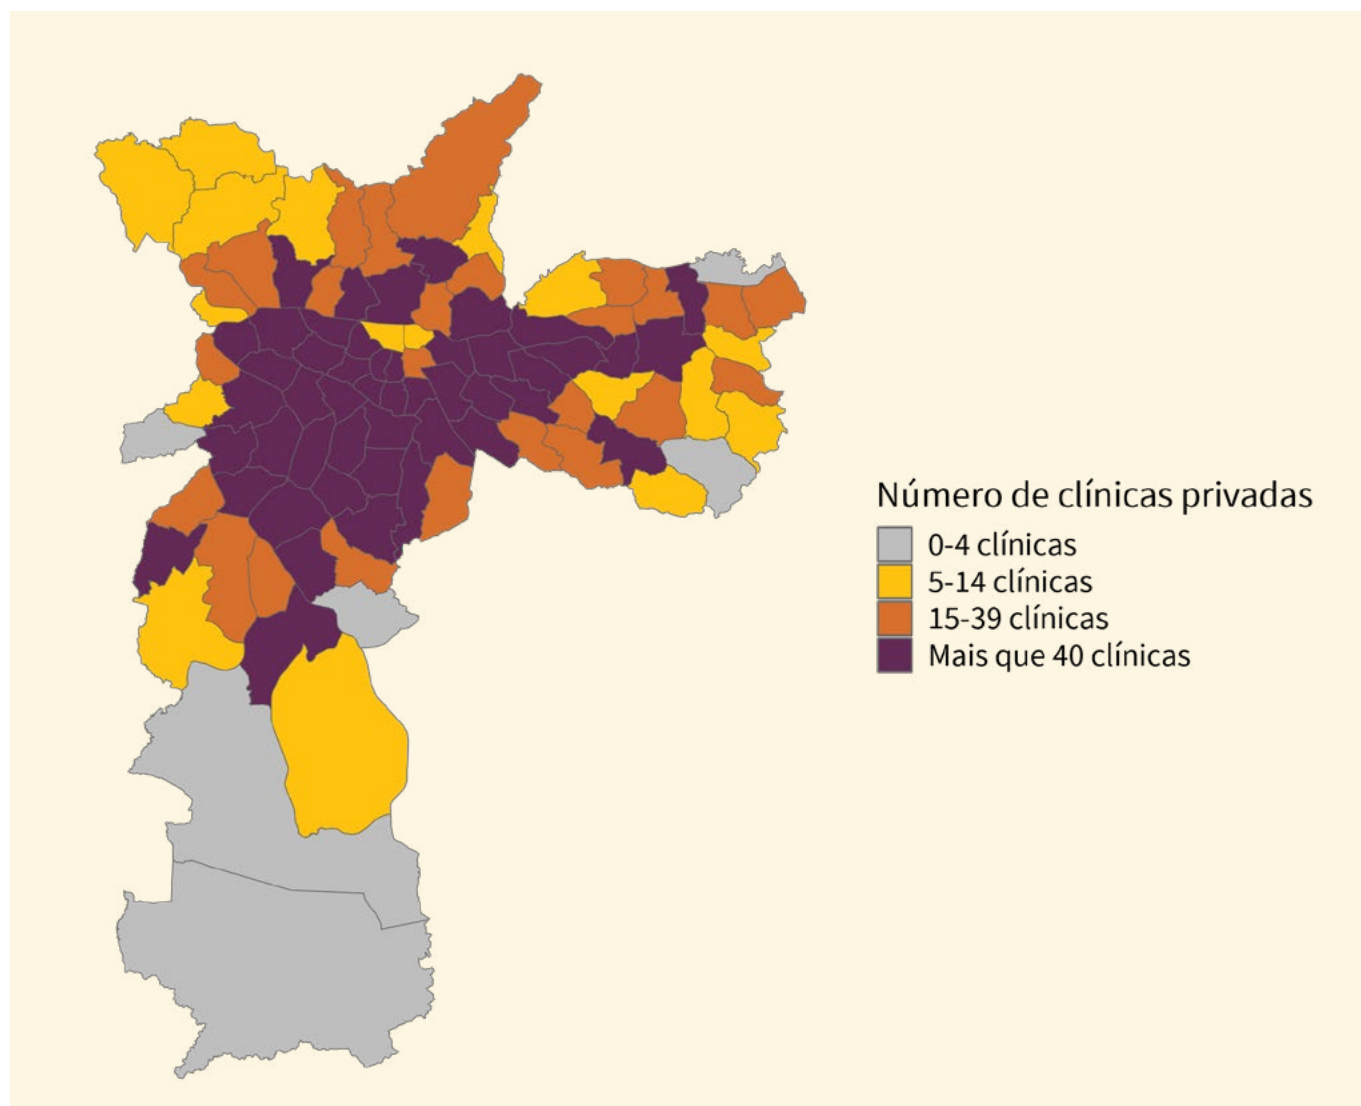 Número de clínicas privadas
0-4 clínicas
5-14 clínicas
15-39 clínicas
Mais que 40 clínicas